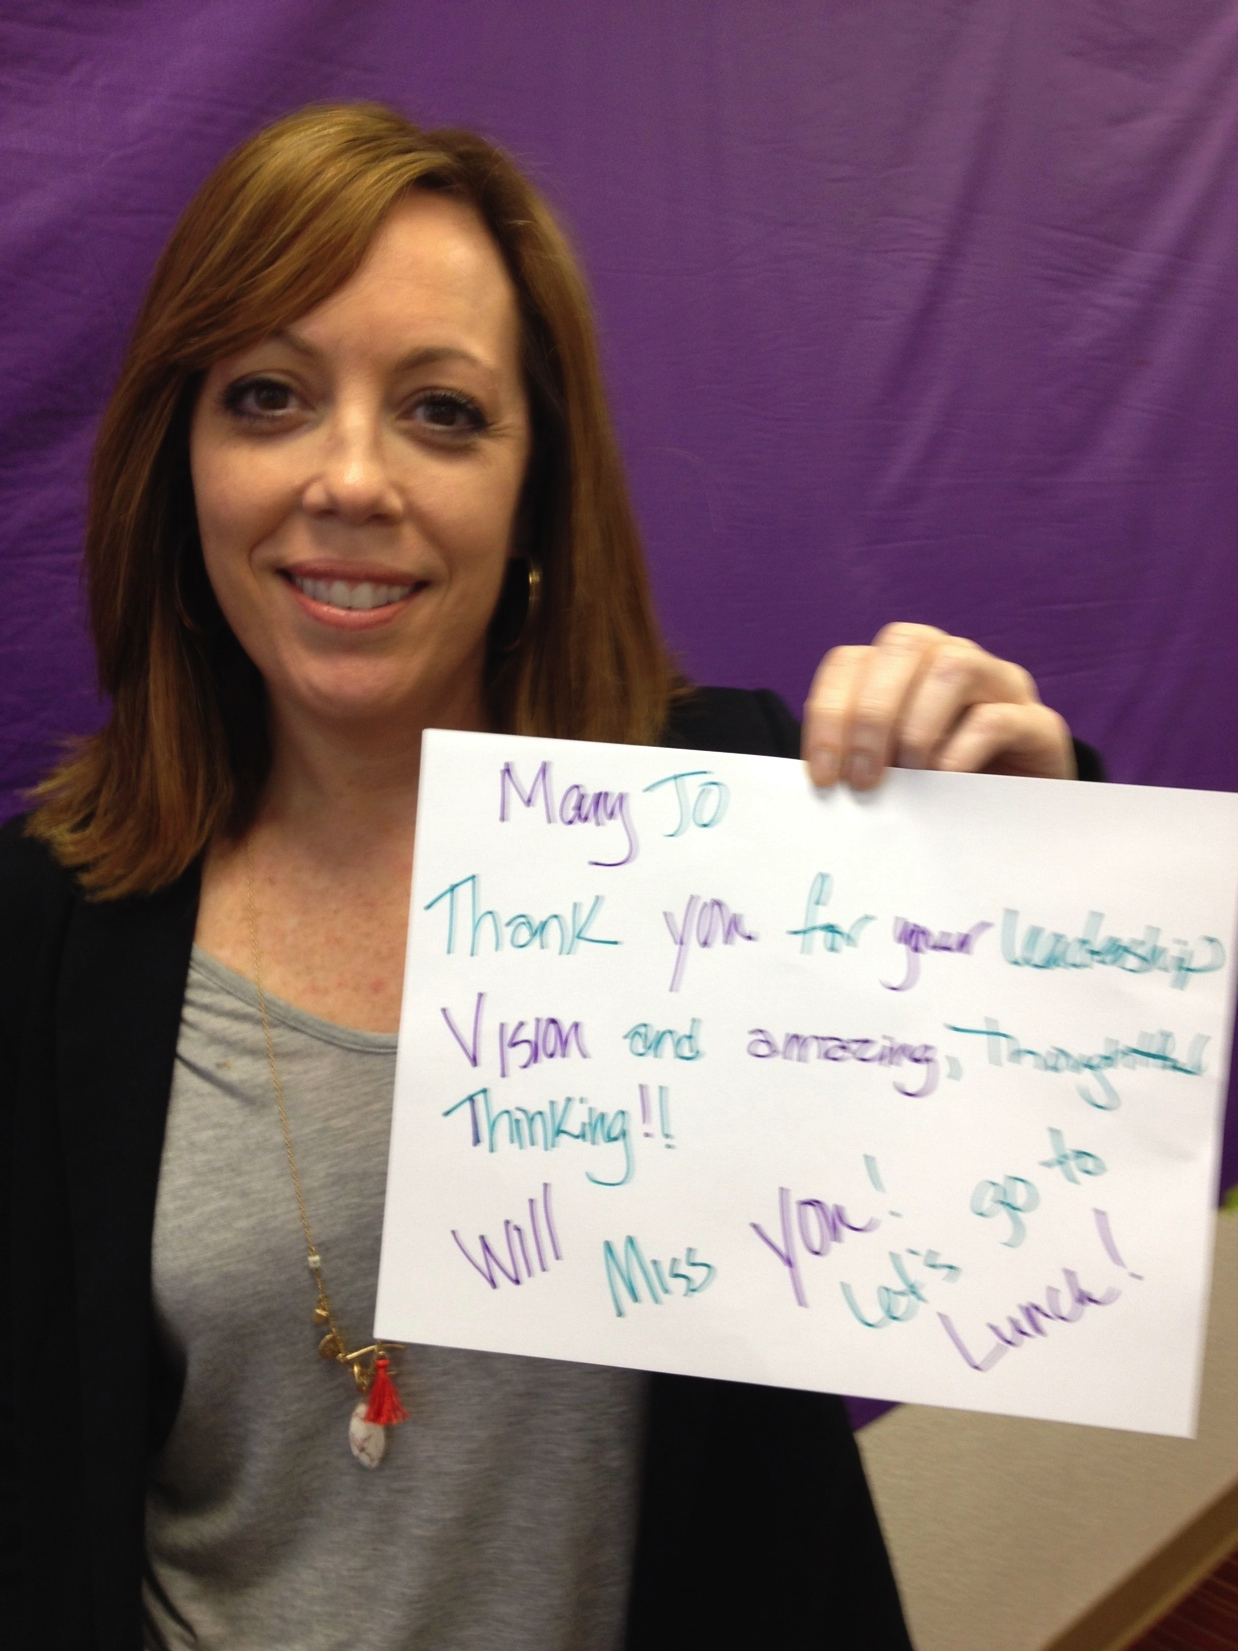 Mary Jo
Thank you for your leadership
Vision and amazing, thoughtful
Thinking!!
Will Miss you!
Let's go to
Lunch!